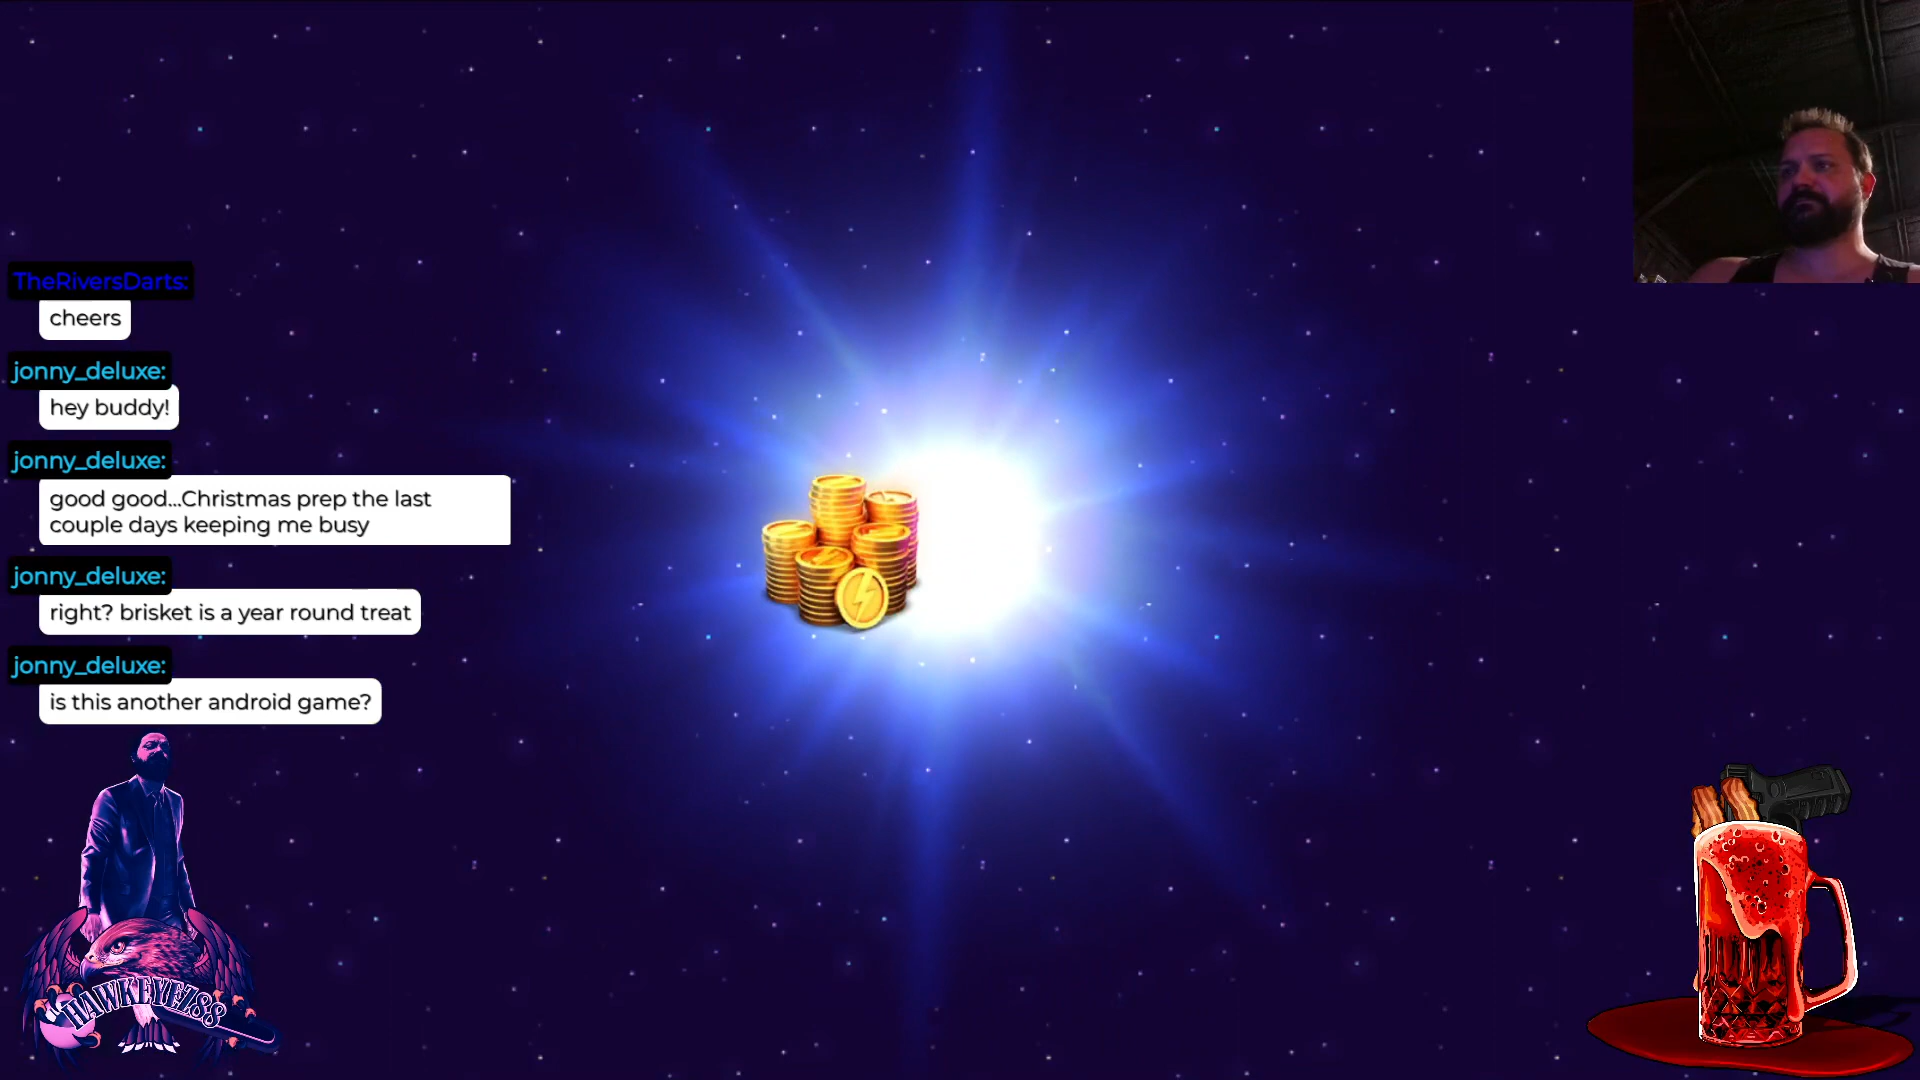 TheRiversDarts:
cheers
jonny_deluxe:
hey buddy!
jonny_deluxe:
good good...Christmas prep the last
couple days keeping me busy
jonny_deluxe:
right? brisket is a year round treat
jonny_deluxe:
is this another android game?
HAWKEYEZ88